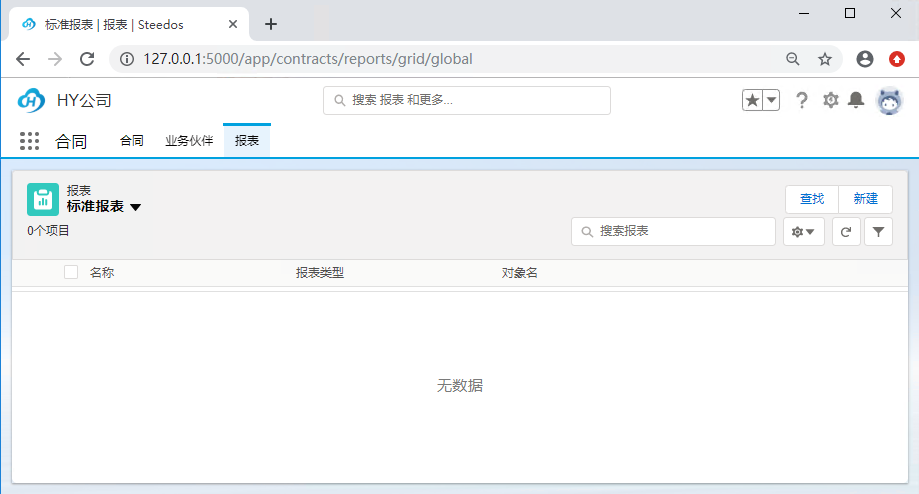 标准报表 | 报表 | Steedos
127.0.0.1:5000/app/contracts/reports/grid/global
HY公司
搜索 报表 和更多...
合同 合同 业务伙伴 报表
报表
标准报表
查找 新建
0个项目
搜索报表
名称 报表类型 对象名
无数据